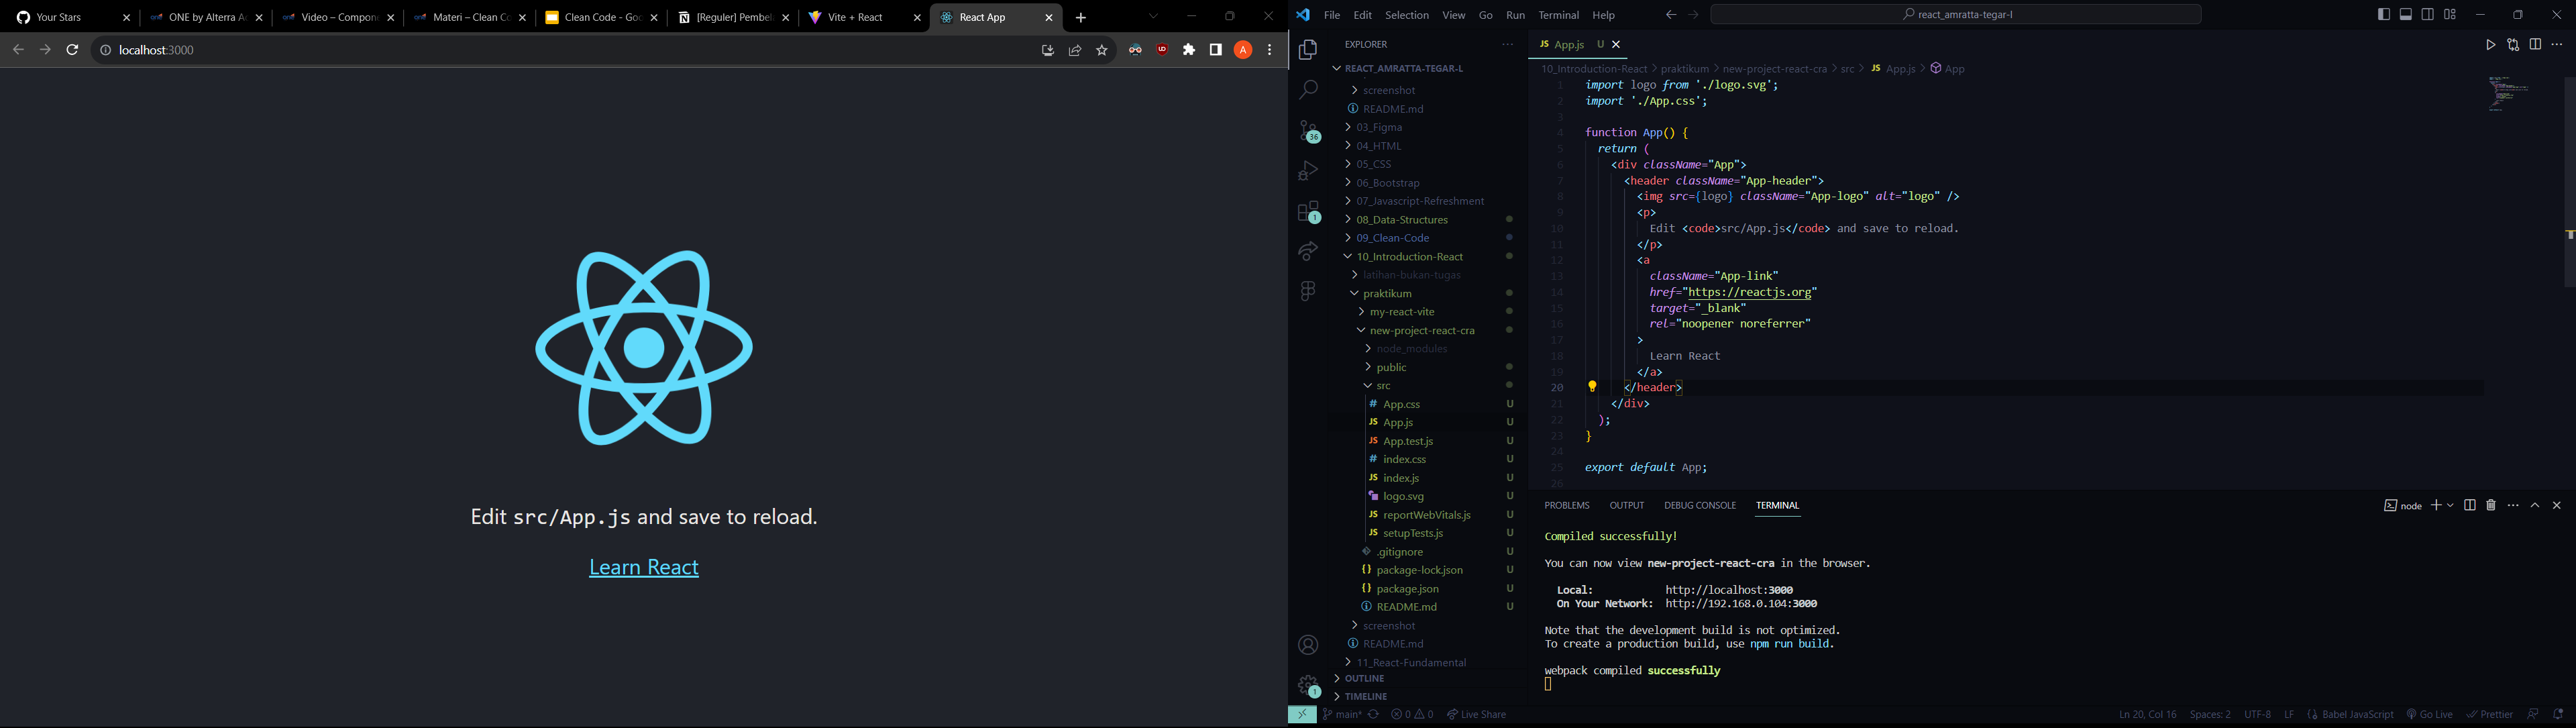 Your Stars
ONE by Alterra Ac
Video – Compone
Materi – Clean Co
Clean Code - Goo
[Reguler] Pembela
Vite + React
React App
localhost:3000
A
Edit src/App.js and save to reload.
Learn React
File Edit Selection View Go Run Terminal Help
react_amratta-tegar-l
36
1
1
EXPLORER
REACT_AMRATTA-TEGAR-L
screenshot
README.md
03_Figma
04_HTML
05_CSS
06_Bootstrap
07_Javascript-Refreshment
08_Data-Structures
09_Clean-Code
10_Introduction-React
latihan-bukan-tugas
praktikum
my-react-vite
new-project-react-cra
node_modules
public
src
# App.css U
JS App.js U
JS App.test.js U
# index.css U
JS index.js U
logo.svg U
JS reportWebVitals.js U
JS setupTests.js U
.gitignore U
{} package-lock.json U
{} package.json U
README.md U
screenshot
README.md
11_React-Fundamental
OUTLINE
TIMELINE
JS App.js U
10_Introduction-React > praktikum > new-project-react-cra > src > JS App.js > App
1 import logo from './logo.svg';
2 import './App.css';
3
4 function App() {
5 return (
6 <div className="App">
7 <header className="App-header">
8 <img src={logo} className="App-logo" alt="logo" />
9 <p>
10 Edit <code>src/App.js</code> and save to reload.
11 </p>
12 <a
13 className="App-link"
14 href="https://reactjs.org"
15 target="_blank"
16 rel="noopener noreferrer"
17 >
18 Learn React
19 </a>
20 </header>
21 </div>
22 );
23 }
24
25 export default App;
26
PROBLEMS OUTPUT DEBUG CONSOLE TERMINAL
node
Compiled successfully!
You can now view new-project-react-cra in the browser.
Local: http://localhost:3000
On Your Network: http://192.168.0.104:3000
Note that the development build is not optimized.
To create a production build, use npm run build.
webpack compiled successfully
main* 0 0 Live Share
Ln 20, Col 16 Spaces: 2 UTF-8 LF {} Babel JavaScript Go Live Prettier